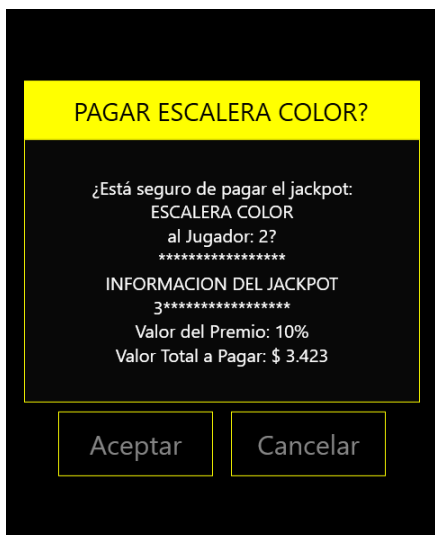 PAGAR ESCALERA COLOR?
¿Está seguro de pagar el jackpot:
ESCALERA COLOR
al Jugador: 2?
*****************
INFORMACION DEL JACKPOT
3*****************
Valor del Premio: 10%
Valor Total a Pagar: $ 3.423
Aceptar
Cancelar